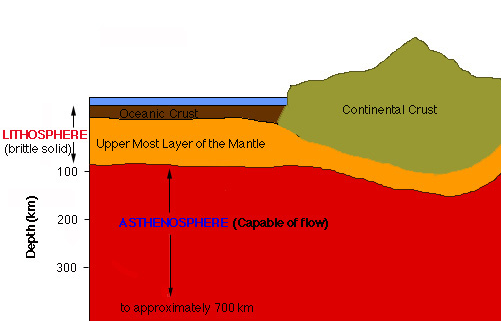 Continental Crust
Oceanic Crust
LITHOSPHERE
(brittle solid)
Upper Most Layer of the Mantle
100
200
300
Depth (km)
ASTHENOSPHERE (Capable of flow)
to approximately 700 km